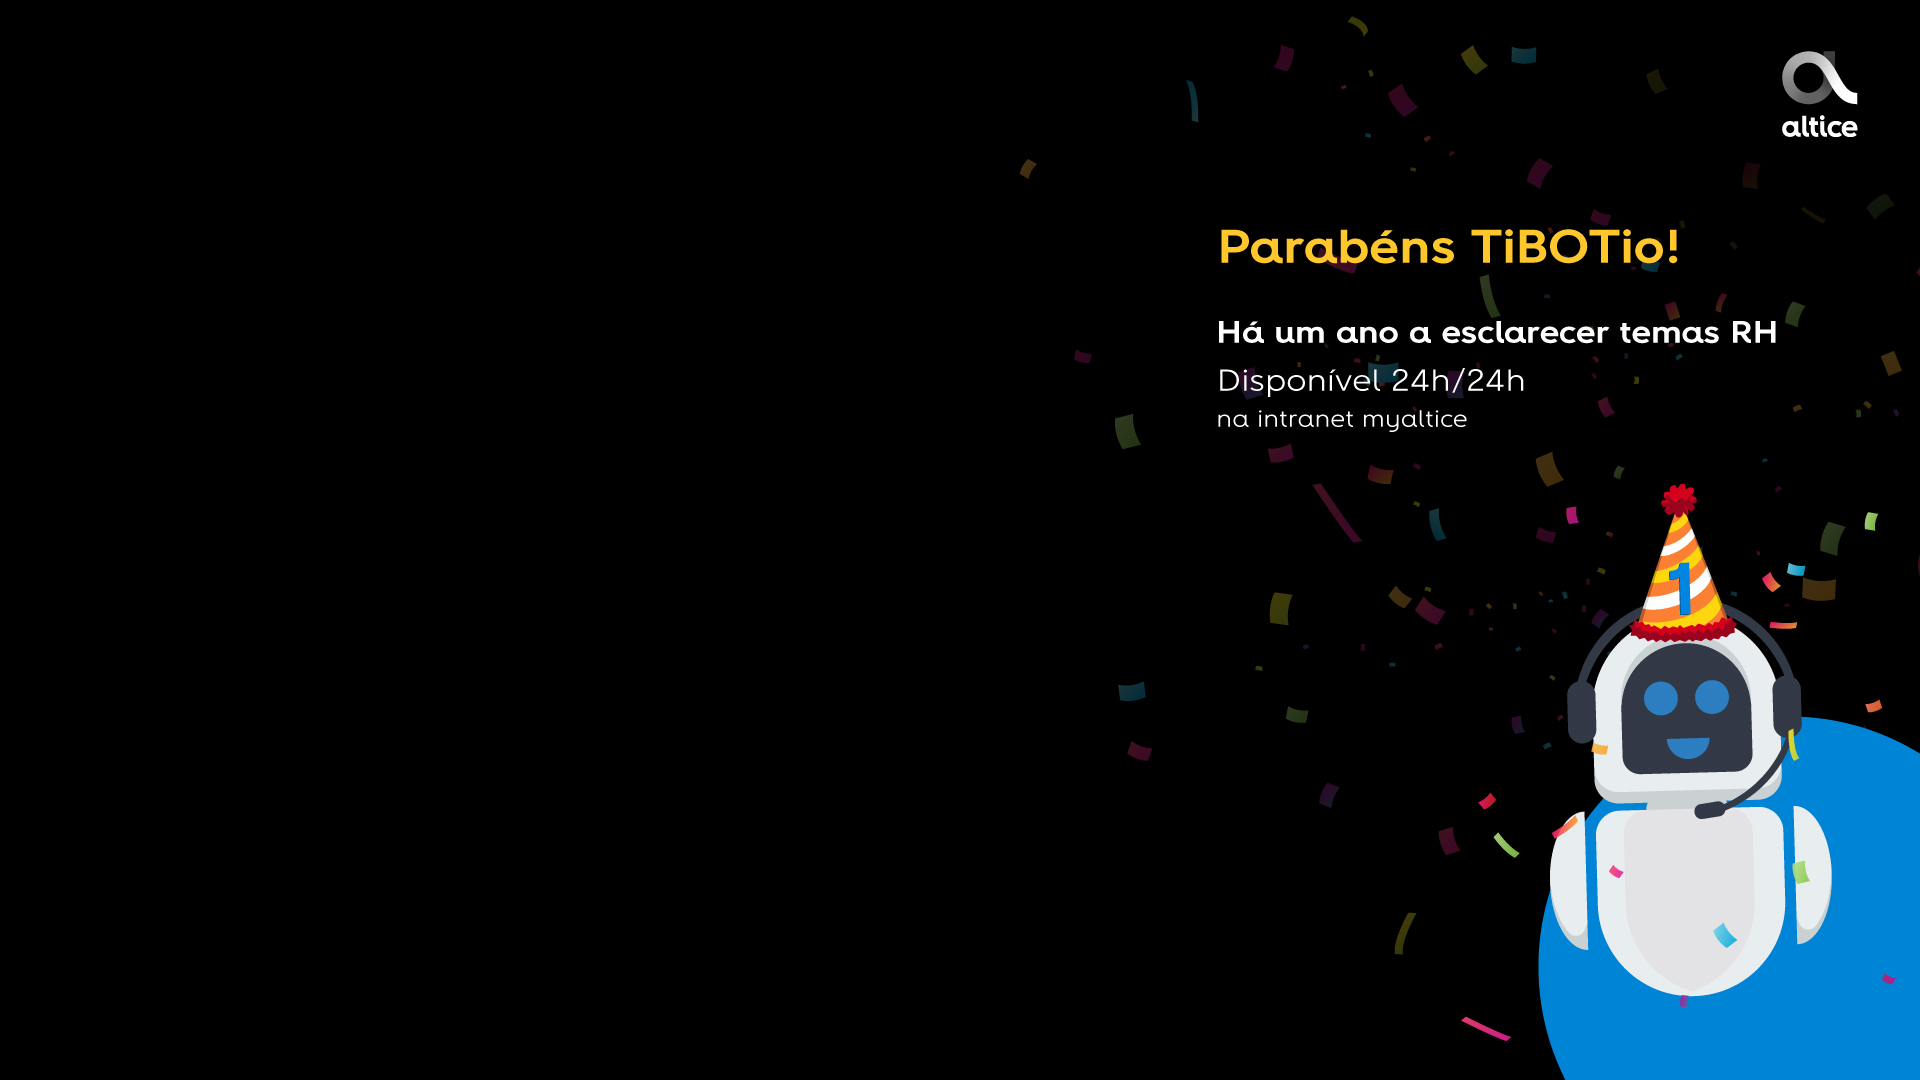 altice
Parabéns TiBOTio!
Há um ano a esclarecer temas RH
Disponível 24h/24h
na intranet myaltice
1